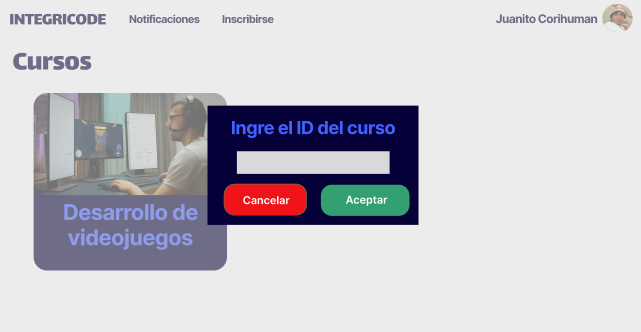 INTEGRICODE
Notificaciones
Inscribirse
Juanito Corihuman
Cursos
Desarrollo de
videojuegos
Ingre el ID del curso
Cancelar
Aceptar